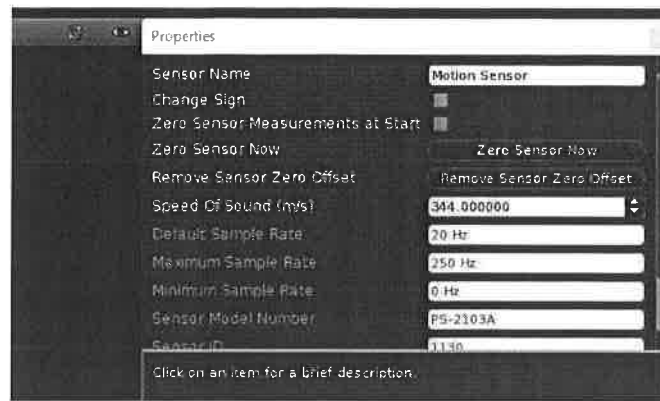 Properties
Sensor Name Motion Sensor
Change Sign
Zero Sensor Measurements at Start
Zero Sensor Now Zero Sensor Now
Remove Sensor Zero Offset Remove Sensor Zero Offset
Speed Of Sound (m/s) 344.000000
Default Sample Rate 20 Hz
Maximum Sample Rate 250 Hz
Minimum Sample Rate 0 Hz
Sensor Model Number PS-2103A
Sensor ID 1130
Click on an item for a brief description.